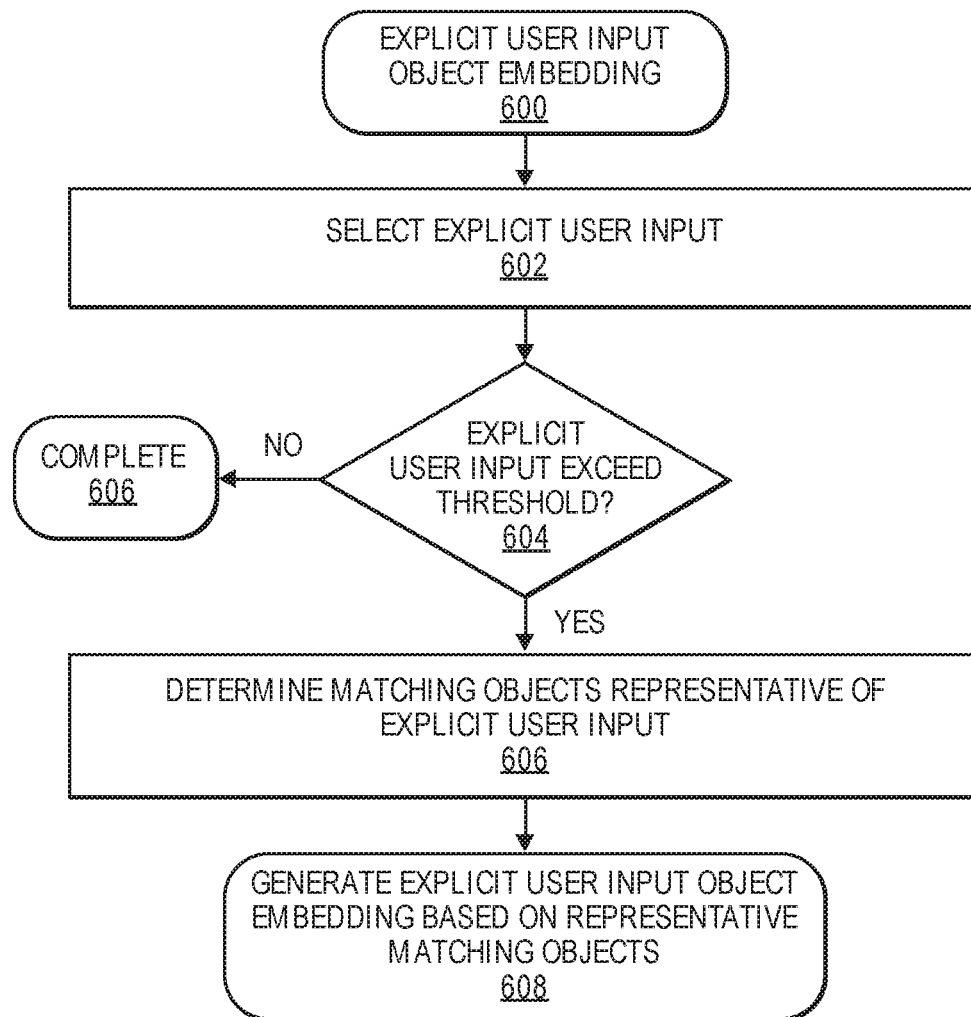 EXPLICIT USER INPUT
OBJECT EMBEDDING
600
SELECT EXPLICIT USER INPUT
602
EXPLICIT
USER INPUT EXCEED
THRESHOLD?
604
NO
COMPLETE
606
YES
DETERMINE MATCHING OBJECTS REPRESENTATIVE OF
EXPLICIT USER INPUT
606
GENERATE EXPLICIT USER INPUT OBJECT
EMBEDDING BASED ON REPRESENTATIVE
MATCHING OBJECTS
608